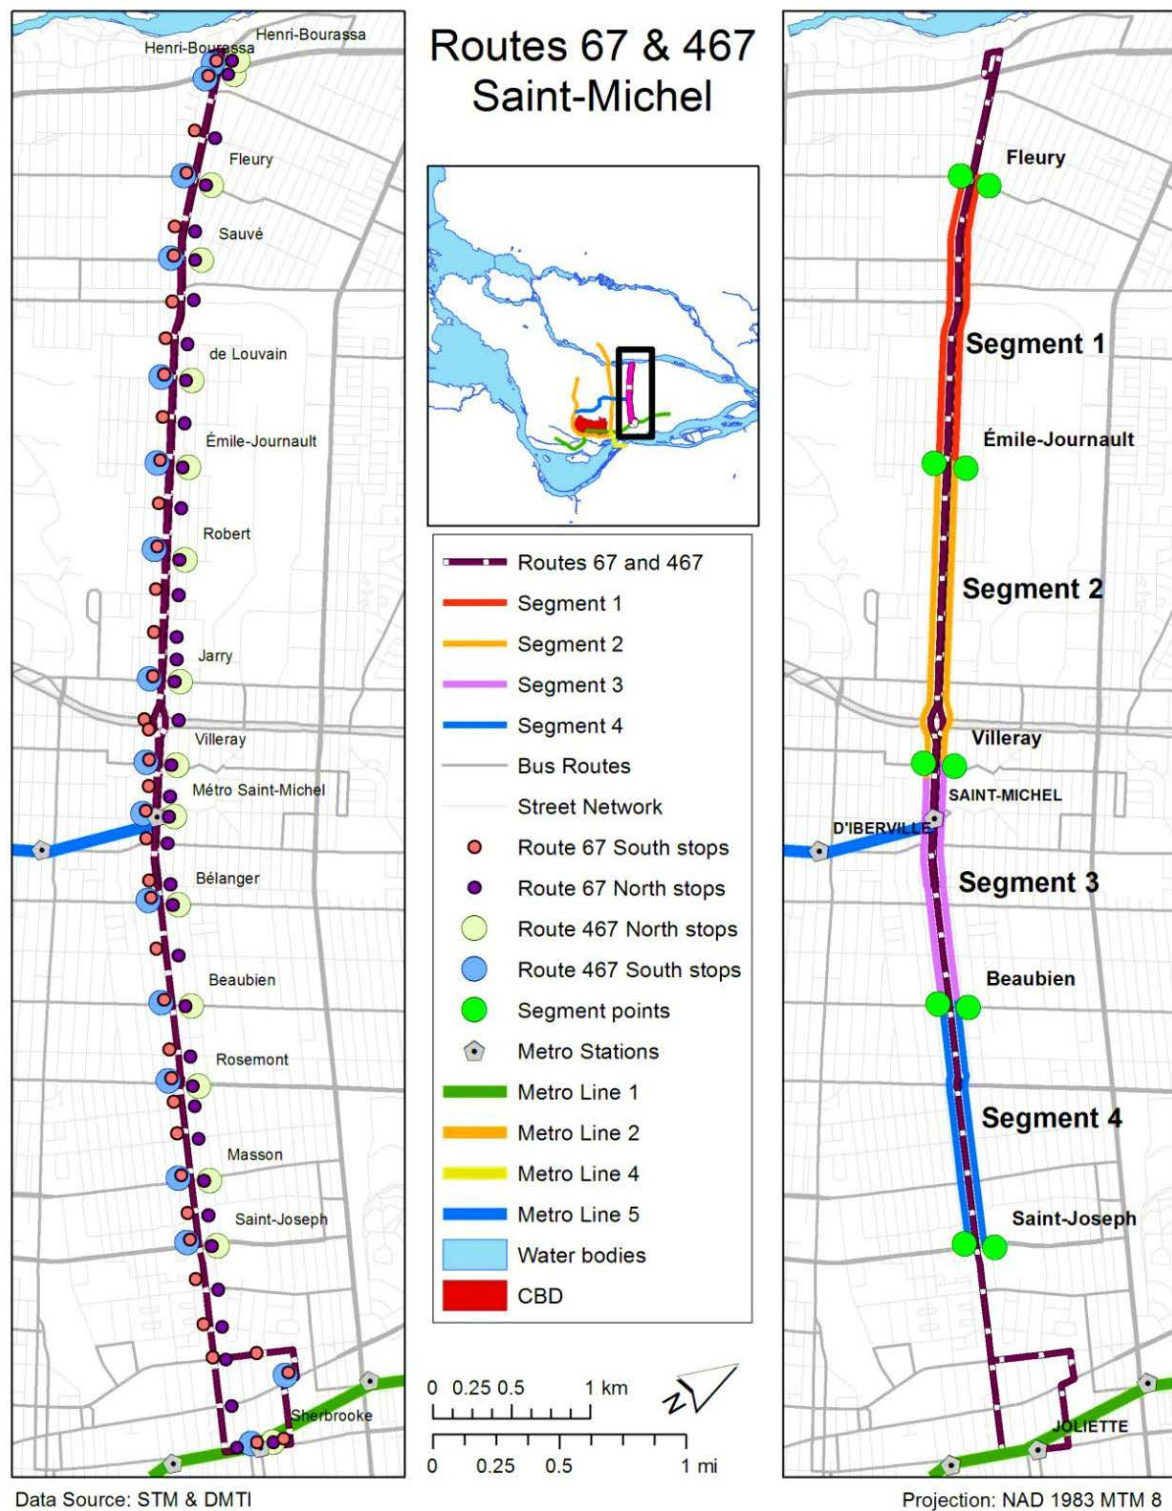 Routes 67 & 467
Saint-Michel
Henri-Bourassa
Henri-Bourassa
Fleury
Sauvé
de Louvain
Émile-Journault
Robert
Jarry
Villeray
Métro Saint-Michel
Bélanger
Beaubien
Rosemont
Masson
Saint-Joseph
Sherbrooke
Routes 67 and 467
Segment 1
Segment 2
Segment 3
Segment 4
Bus Routes
Street Network
Route 67 South stops
Route 67 North stops
Route 467 North stops
Route 467 South stops
Segment points
Metro Stations
Metro Line 1
Metro Line 2
Metro Line 4
Metro Line 5
Water bodies
CBD
0 0.25 0.5 1 km
N
0 0.25 0.5 1 mi
Fleury
Segment 1
Émile-Journault
Segment 2
Villeray
SAINT-MICHEL
D'IBERVILLE
Segment 3
Beaubien
Segment 4
Saint-Joseph
JOLIETTE
Data Source: STM & DMTI
Projection: NAD 1983 MTM 8